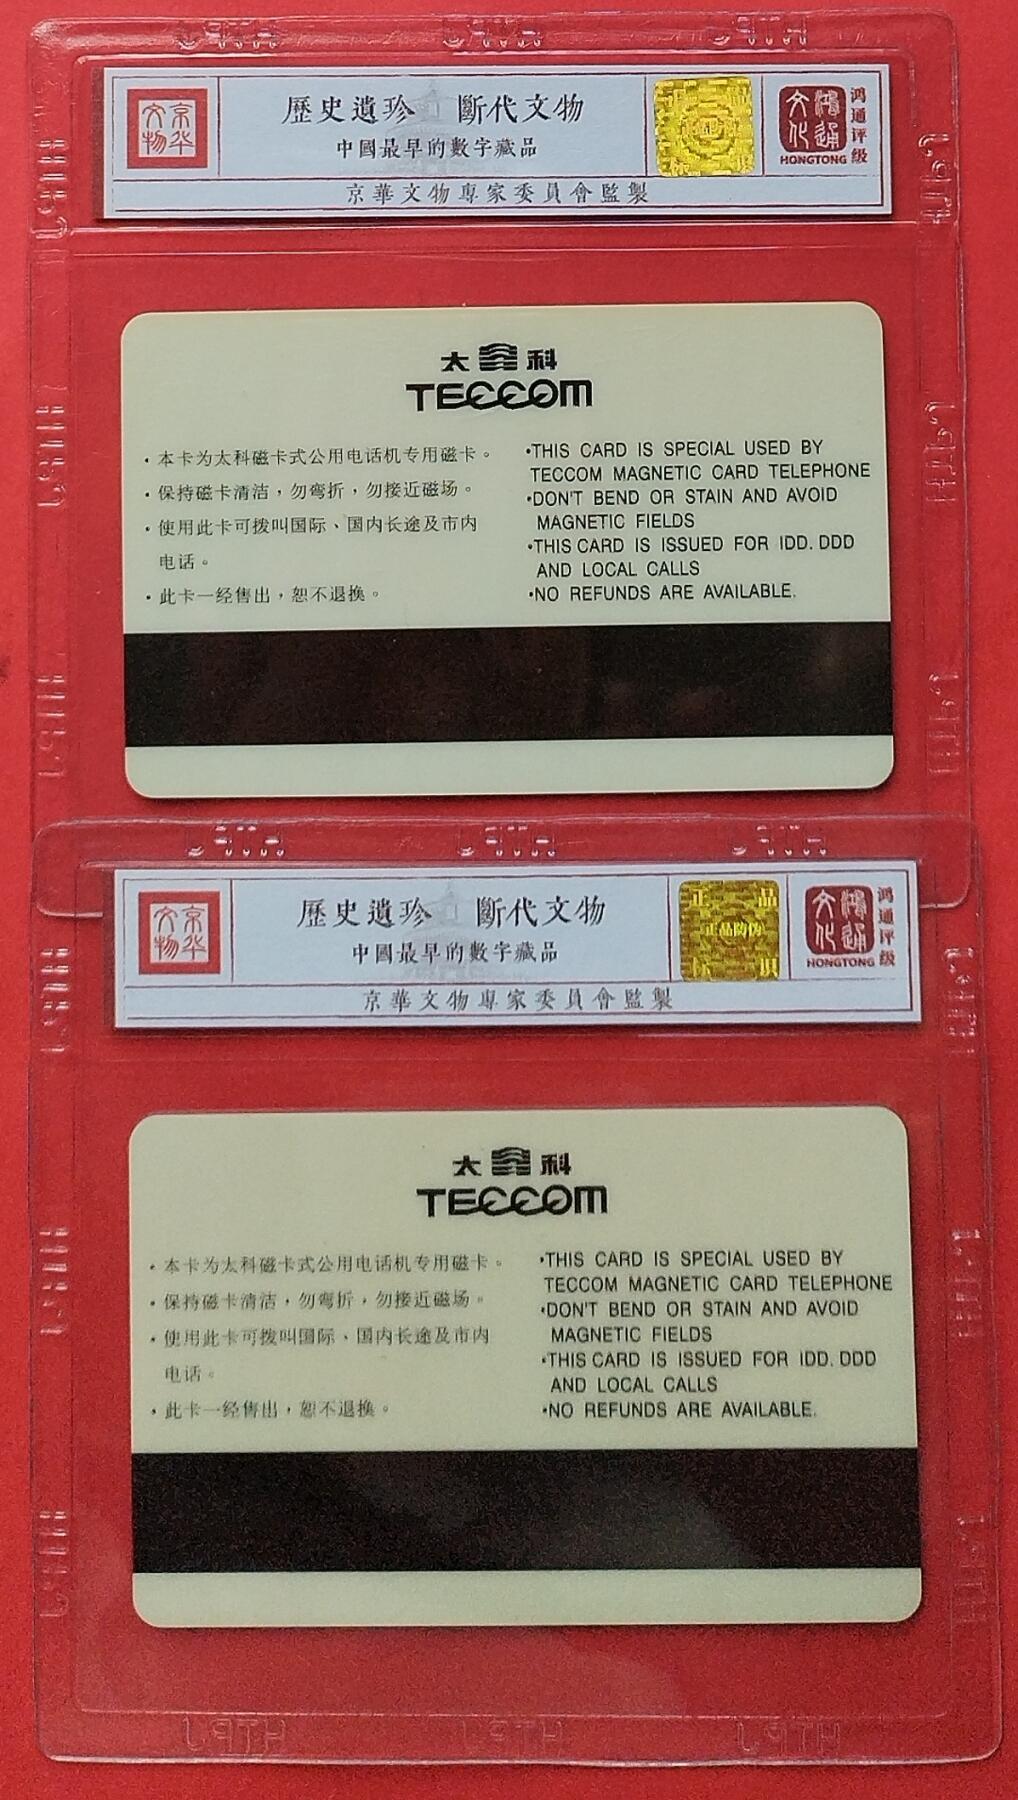 京华
文物
歷史遺珍 斷代文物
中國最早的數字藏品
京華文物專家委員會監製
鴻通
文化
HONGTONG
鸿通评级
太 科
TECCOM
·本卡为太科磁卡式公用电话机专用磁卡。
·保持磁卡清洁，勿弯折，勿接近磁场。
·使用此卡可拨叫国际、国内长途及市内
电话。
·此卡一经售出，恕不退换。
·THIS CARD IS SPECIAL USED BY
TECCOM MAGNETIC CARD TELEPHONE
·DON'T BEND OR STAIN AND AVOID
MAGNETIC FIELDS
·THIS CARD IS ISSUED FOR IDD. DDD
AND LOCAL CALLS
·NO REFUNDS ARE AVAILABLE.
京华
文物
歷史遺珍 斷代文物
中國最早的數字藏品
京華文物專家委員會監製
正品
正品防伪
鴻通
文化
HONGTONG
鸿通评级
太 科
TECCOM
·本卡为太科磁卡式公用电话机专用磁卡。
·保持磁卡清洁，勿弯折，勿接近磁场。
·使用此卡可拨叫国际、国内长途及市内
电话。
·此卡一经售出，恕不退换。
·THIS CARD IS SPECIAL USED BY
TECCOM MAGNETIC CARD TELEPHONE
·DON'T BEND OR STAIN AND AVOID
MAGNETIC FIELDS
·THIS CARD IS ISSUED FOR IDD. DDD
AND LOCAL CALLS
·NO REFUNDS ARE AVAILABLE.